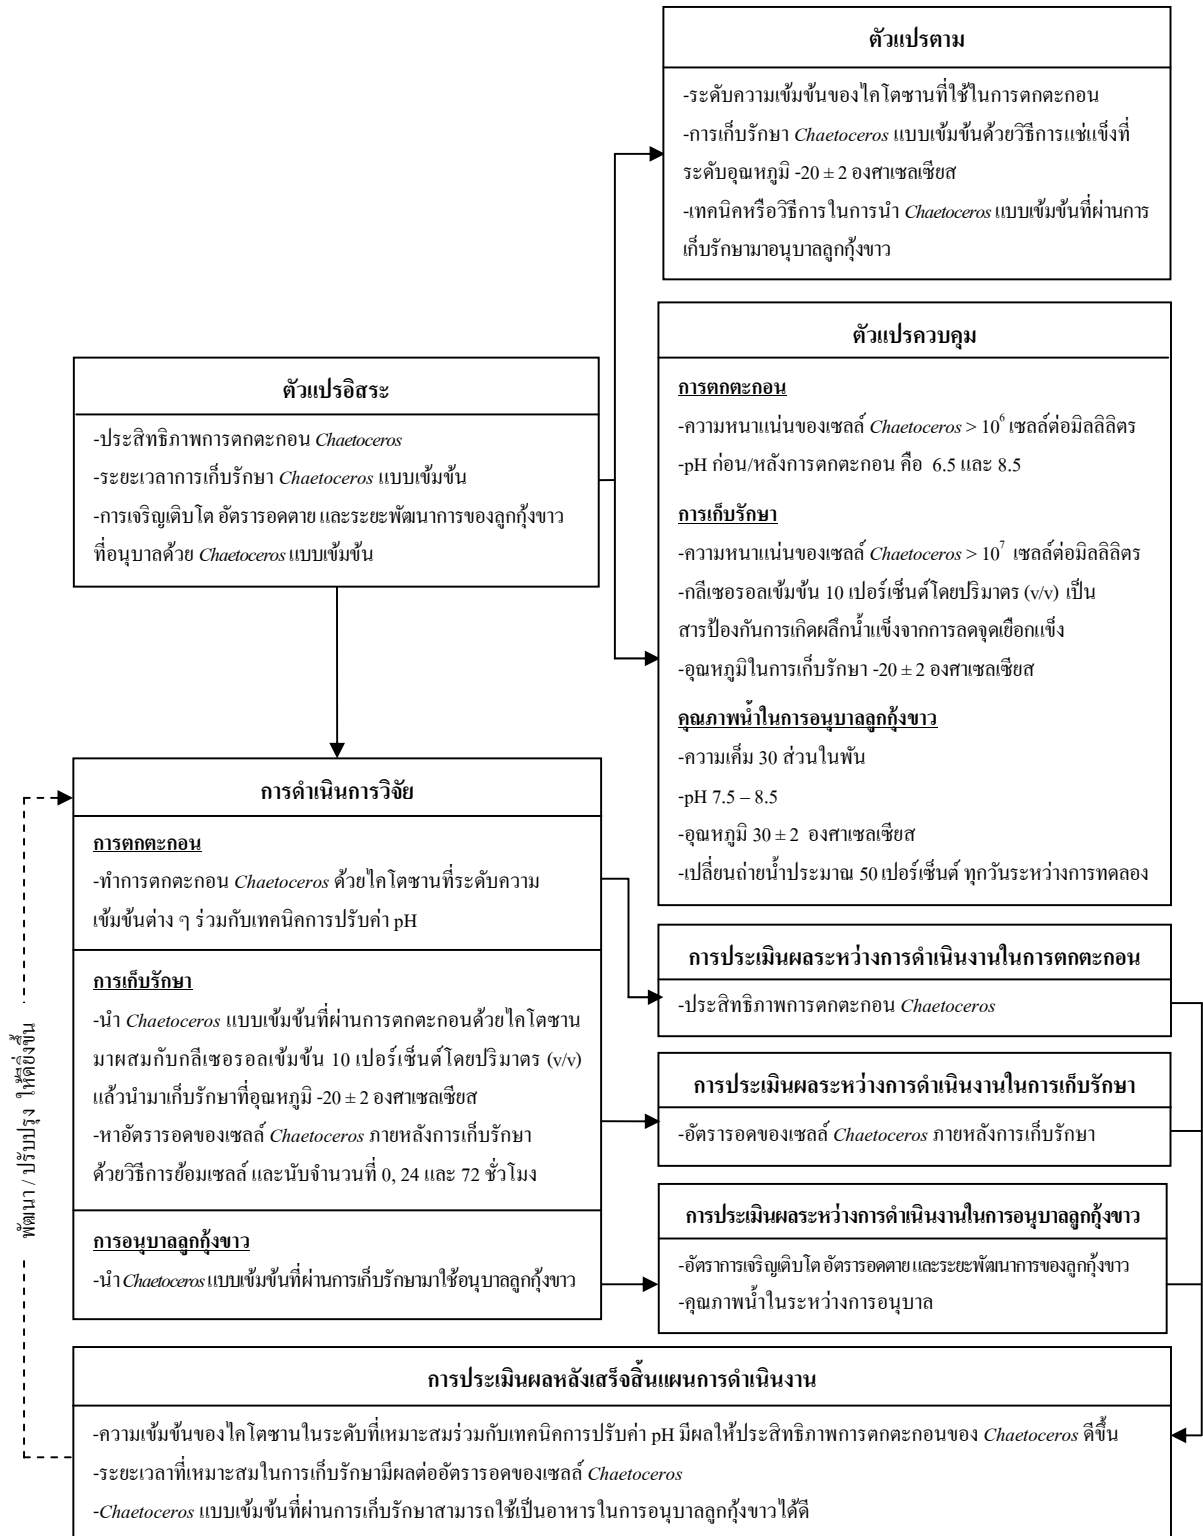 ตัวแปรตาม
-ระดับความเข้มข้นของไคโตซานที่ใช้ในการตกตะกอน
-การเก็บรักษา Chaetoceros แบบเข้มข้นด้วยวิธีการแช่แข็งที่
ระดับอุณหภูมิ -20 ± 2 องศาเซลเซียส
-เทคนิคหรือวิธีการในการนำ Chaetoceros แบบเข้มข้นที่ผ่านการ
เก็บรักษามาอนุบาลลูกกุ้งขาว
ตัวแปรอิสระ
-ประสิทธิภาพการตกตะกอน Chaetoceros
-ระยะเวลาการเก็บรักษา Chaetoceros แบบเข้มข้น
-การเจริญเติบโต อัตรารอดตาย และระยะพัฒนาการของลูกกุ้งขาว
ที่อนุบาลด้วย Chaetoceros แบบเข้มข้น
ตัวแปรควบคุม
การตกตะกอน
-ความหนาแน่นของเซลล์ Chaetoceros > 10⁶ เซลล์ต่อมิลลิลิตร
-pH ก่อน/หลังการตกตะกอน คือ 6.5 และ 8.5
การเก็บรักษา
-ความหนาแน่นของเซลล์ Chaetoceros > 10⁷ เซลล์ต่อมิลลิลิตร
-กลีเซอรอลเข้มข้น 10 เปอร์เซ็นต์โดยปริมาตร (v/v) เป็น
สารป้องกันการเกิดผลึกน้ำแข็งจากการลดจุดเยือกแข็ง
-อุณหภูมิในการเก็บรักษา -20 ± 2 องศาเซลเซียส
คุณภาพน้ำในการอนุบาลลูกกุ้งขาว
-ความเค็ม 30 ส่วนในพัน
-pH 7.5 – 8.5
-อุณหภูมิ 30 ± 2 องศาเซลเซียส
-เปลี่ยนถ่ายน้ำประมาณ 50 เปอร์เซ็นต์ ทุกวันระหว่างการทดลอง
การดำเนินการวิจัย
การตกตะกอน
-ทำการตกตะกอน Chaetoceros ด้วยไคโตซานที่ระดับความ
เข้มข้นต่าง ๆ ร่วมกับเทคนิคการปรับค่า pH
การเก็บรักษา
-นำ Chaetoceros แบบเข้มข้นที่ผ่านการตกตะกอนด้วยไคโตซาน
มาผสมกับกลีเซอรอลเข้มข้น 10 เปอร์เซ็นต์โดยปริมาตร (v/v)
แล้วนำมาเก็บรักษาที่อุณหภูมิ -20 ± 2 องศาเซลเซียส
-หาอัตรารอดของเซลล์ Chaetoceros ภายหลังการเก็บรักษา
ด้วยวิธีการย้อมเซลล์ และนับจำนวนที่ 0, 24 และ 72 ชั่วโมง
การอนุบาลลูกกุ้งขาว
-นำ Chaetoceros แบบเข้มข้นที่ผ่านการเก็บรักษามาใช้อนุบาลลูกกุ้งขาว
การประเมินผลระหว่างการดำเนินงานในการตกตะกอน
-ประสิทธิภาพการตกตะกอน Chaetoceros
การประเมินผลระหว่างการดำเนินงานในการเก็บรักษา
-อัตรารอดของเซลล์ Chaetoceros ภายหลังการเก็บรักษา
การประเมินผลระหว่างการดำเนินงานในการอนุบาลลูกกุ้งขาว
-อัตราการเจริญเติบโต อัตรารอดตาย และระยะพัฒนาการของลูกกุ้งขาว
-คุณภาพน้ำในระหว่างการอนุบาล
พัฒนา / ปรับปรุง ให้ดียิ่งขึ้น
การประเมินผลหลังเสร็จสิ้นแผนการดำเนินงาน
-ความเข้มข้นของไคโตซานในระดับที่เหมาะสมร่วมกับเทคนิคการปรับค่า pH มีผลให้ประสิทธิภาพการตกตะกอนของ Chaetoceros ดีขึ้น
-ระยะเวลาที่เหมาะสมในการเก็บรักษามีผลต่ออัตรารอดของเซลล์ Chaetoceros
-Chaetoceros แบบเข้มข้นที่ผ่านการเก็บรักษาสามารถใช้เป็นอาหารในการอนุบาลลูกกุ้งขาวได้ดี